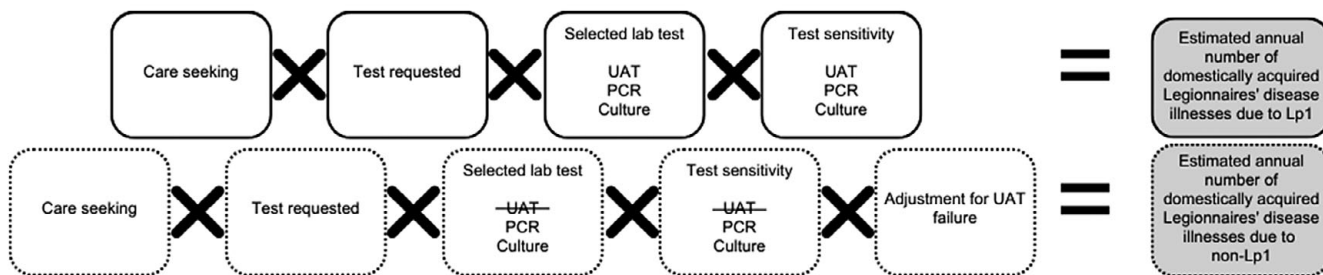 Care seeking
Test requested
Selected lab test
UAT
PCR
Culture
Test sensitivity
UAT
PCR
Culture
Estimated annual
number of
domestically acquired
Legionnaires' disease
illnesses due to Lp1
Care seeking
Test requested
Selected lab test
UAT
PCR
Culture
Test sensitivity
UAT
PCR
Culture
Adjustment for UAT
failure
Estimated annual
number of
domestically acquired
Legionnaires' disease
illnesses due to
non-Lp1